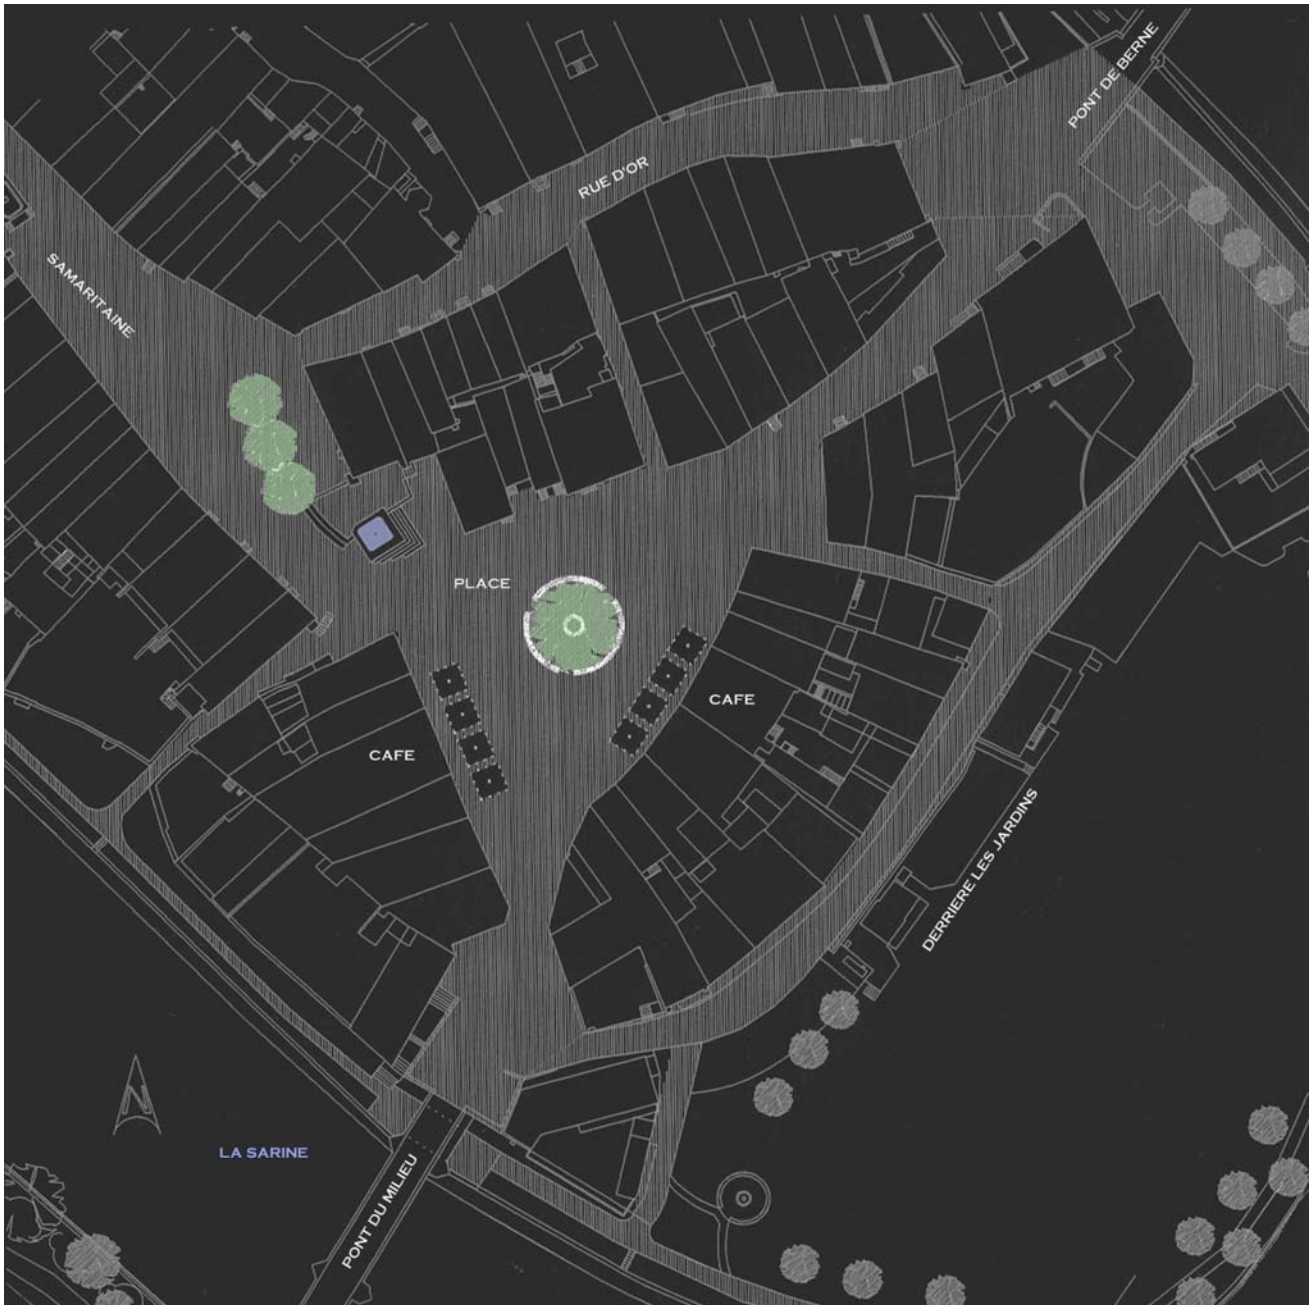 PONT DE BERNE
RUE D'OR
SAMARITAINE
PLACE
CAFE
CAFE
DERRIERE LES JARDINS
N
LA SARINE
PONT DU MILIEU